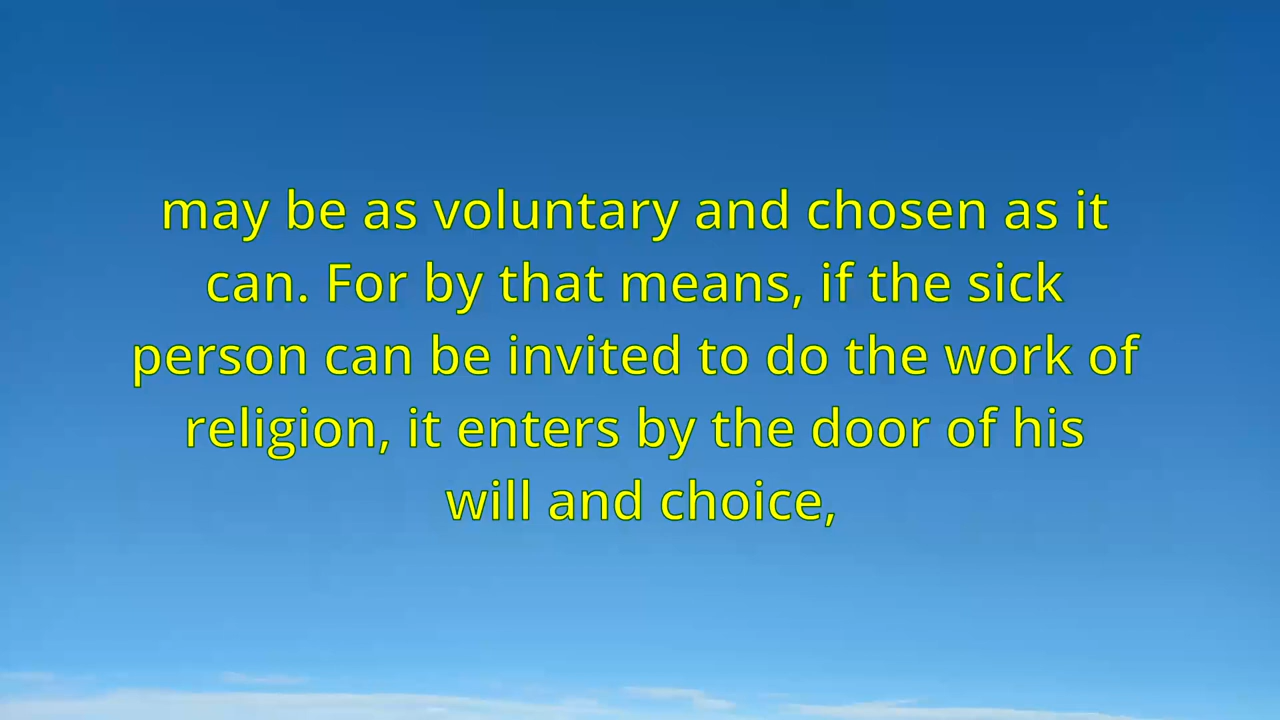 may be as voluntary and chosen as it
can. For by that means, if the sick
person can be invited to do the work of
religion, it enters by the door of his
will and choice,